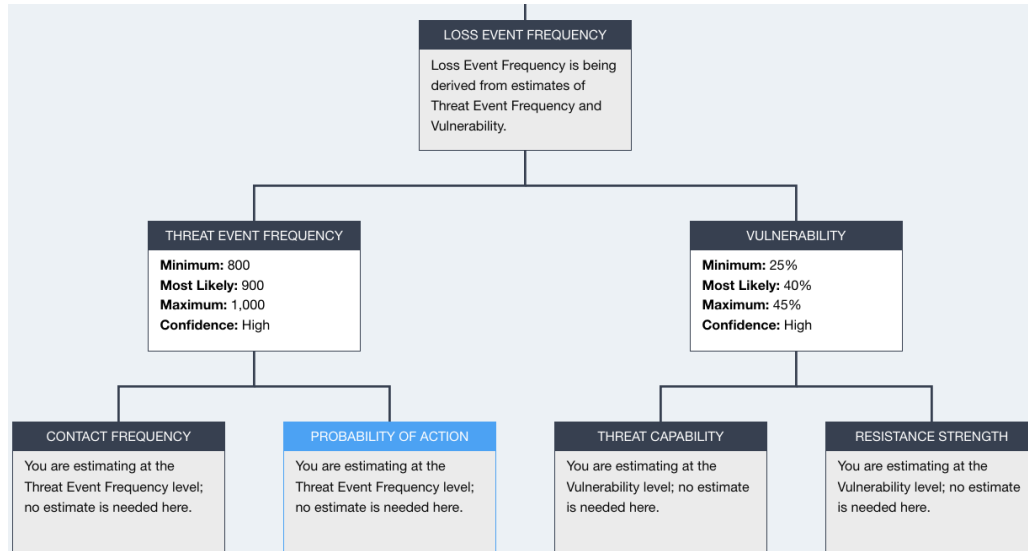 LOSS EVENT FREQUENCY
Loss Event Frequency is being
derived from estimates of
Threat Event Frequency and
Vulnerability.
THREAT EVENT FREQUENCY
Minimum: 800
Most Likely: 900
Maximum: 1,000
Confidence: High
VULNERABILITY
Minimum: 25%
Most Likely: 40%
Maximum: 45%
Confidence: High
CONTACT FREQUENCY
You are estimating at the
Threat Event Frequency level;
no estimate is needed here.
PROBABILITY OF ACTION
You are estimating at the
Threat Event Frequency level;
no estimate is needed here.
THREAT CAPABILITY
You are estimating at the
Vulnerability level; no estimate
is needed here.
RESISTANCE STRENGTH
You are estimating at the
Vulnerability level; no estimate
is needed here.